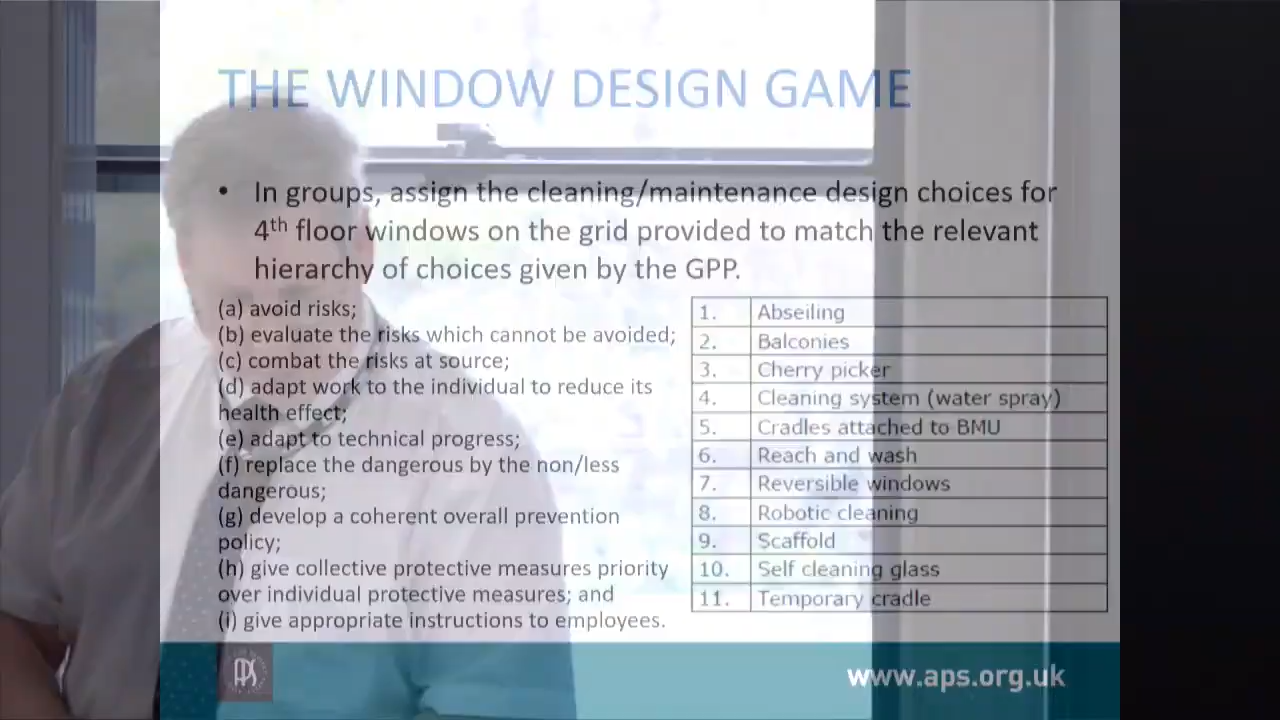 THE WINDOW DESIGN GAME
• In groups, assign the cleaning/maintenance design choices for
4th floor windows on the grid provided to match the relevant
hierarchy of choices given by the GPP.
(a) avoid risks;
(b) evaluate the risks which cannot be avoided;
(c) combat the risks at source;
(d) adapt work to the individual to reduce its
health effect;
(e) adapt to technical progress;
(f) replace the dangerous by the non/less
dangerous;
(g) develop a coherent overall prevention
policy;
(h) give collective protective measures priority
over individual protective measures; and
(i) give appropriate instructions to employees.
1. Abseiling
2. Balconies
3. Cherry picker
4. Cleaning system (water spray)
5. Cradles attached to BMU
6. Reach and wash
7. Reversible windows
8. Robotic cleaning
9. Scaffold
10. Self cleaning glass
11. Temporary cradle
APS
www.aps.org.uk